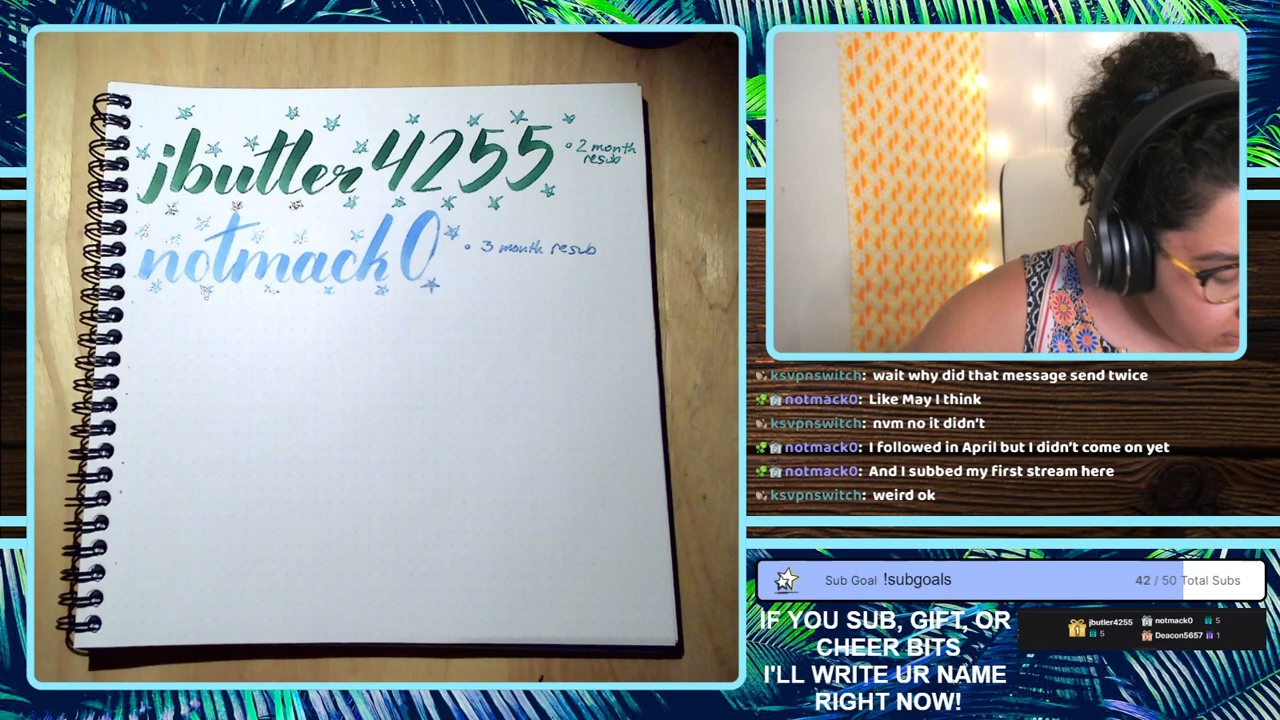 jbutler4255
• 2 month
resub
notmack0
• 3 month resub
ksvpnswitch: wait why did that message send twice
notmack0: Like May I think
ksvpnswitch: nvm no it didn't
notmack0: I followed in April but I didn't come on yet
notmack0: And I subbed my first stream here
ksvpnswitch: weird ok
Sub Goal !subgoals 42 / 50 Total Subs
IF YOU SUB, GIFT, OR
CHEER BITS
I'LL WRITE UR NAME
RIGHT NOW!
1 jbutler4255
5
notmack0 5
Deacon5657 1